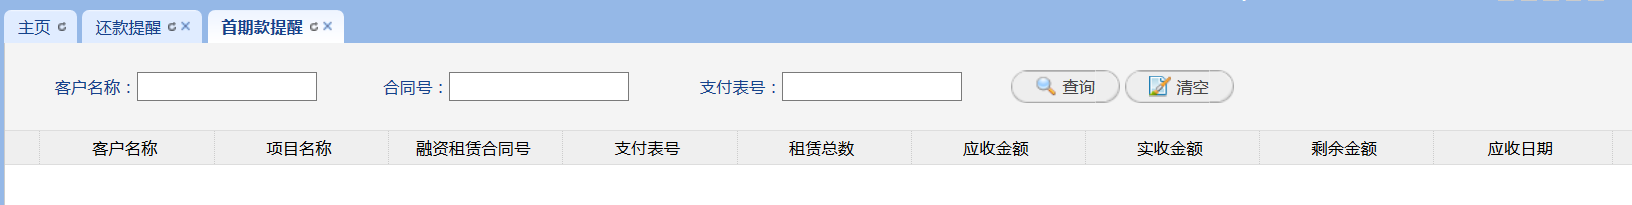 主页 还款提醒 首期款提醒
客户名称： 合同号： 支付表号： 查询 清空
客户名称 项目名称 融资租赁合同号 支付表号 租赁总数 应收金额 实收金额 剩余金额 应收日期